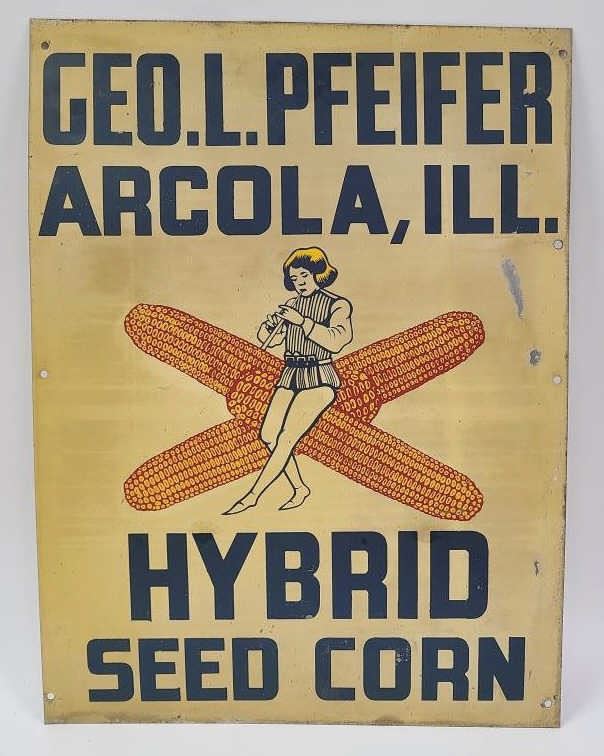 GEO. L. PFEIFER
ARCOLA, ILL.
HYBRID
SEED CORN